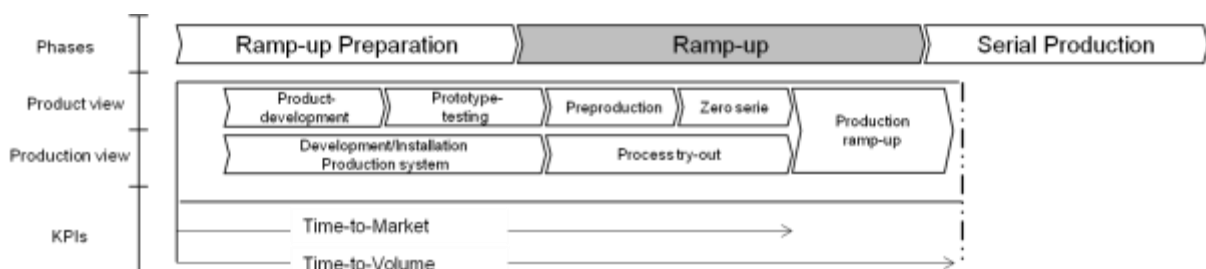 Phases
Ramp-up Preparation
Ramp-up
Serial Production
Product view
Product-
development
Prototype-
testing
Preproduction
Zero serie
Production
ramp-up
Production view
Development/Installation
Production system
Process try-out
KPIs
Time-to-Market
Time-to-Volume